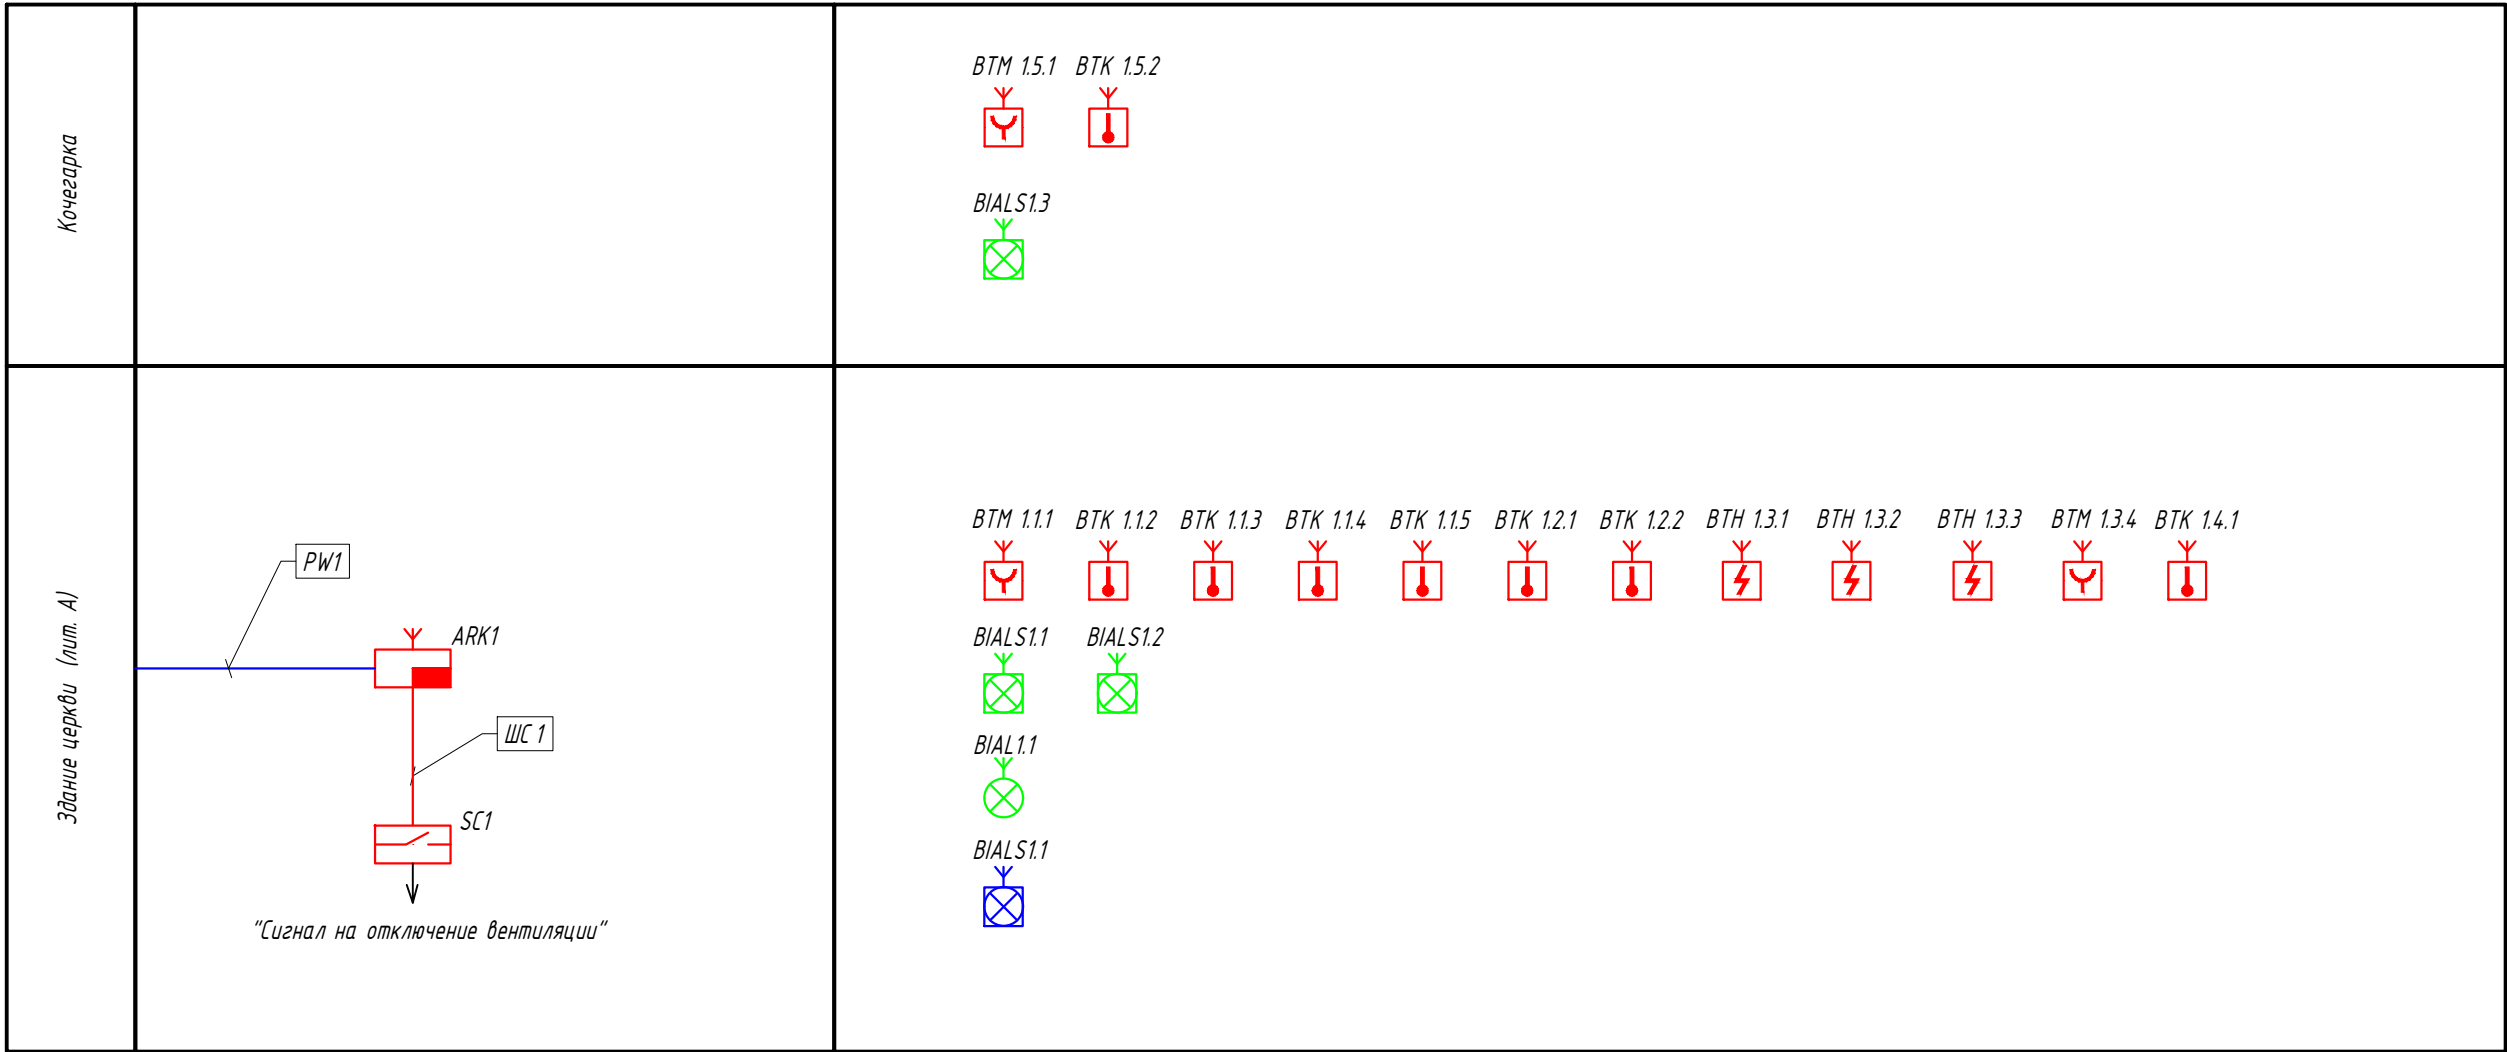 Кочегарка
BTM 1.5.1 BTK 1.5.2
BIALS1.3
Здание церкви (лит. А)
PW1
ARK1
ШС 1
SC1
"Сигнал на отключение вентиляции"
BTM 1.1.1 BTK 1.1.2 BTK 1.1.3 BTK 1.1.4 BTK 1.1.5 BTK 1.2.1 BTK 1.2.2 BTH 1.3.1 BTH 1.3.2 BTH 1.3.3 BTM 1.3.4 BTK 1.4.1
BIALS1.1 BIALS1.2
BIAL1.1
BIALS1.1